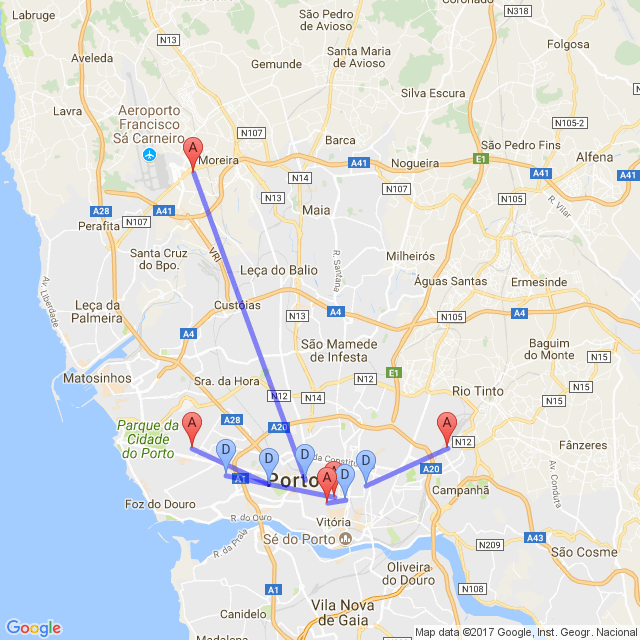 Labruge
N318
São Pedro
de Avioso
Coronado
N13
Folgosa
Aveleda
Santa Maria
de Avioso
Gemunde
Silva Escura
Lavra
Aeroporto
Francisco
Sá Carneiro
N105-2
N107
Barca
São Pedro Fins
A
Moreira
A41
E1
Alfena
Nogueira
A41
A41
N14
N107
N13
N105
R. Vilar
A28
N107
A41
Maia
Perafita
VRI
R. Santana
Santa Cruz
do Bpo.
Milheirós
Leça do Balio
Águas Santas
Ermesinde
Av. Liberdade
Leça da
Palmeira
Custóias
N13
A4
N105
A4
A4
São Mamede
de Infesta
Baguim
do Monte
E1
N15
Matosinhos
Sra. da Hora
N12
N12
Rio Tinto
N15
N14
A28
A20
Parque da
Cidade
do Porto
A
A
N12
Fânzeres
D
D
da Constitu
D
A20
A1
D
Porto
A
D
Campanhã
Av. Conduta
Foz do Douro
R. do Ouro
Vitória
A43
R. da Praia
Sé do Porto
N209
São Cosme
Oliveira
do Douro
A1
N108
Canidelo
Vila Nova
de Gaia
Google
Map data ©2017 Google, Inst. Geogr. Nacional